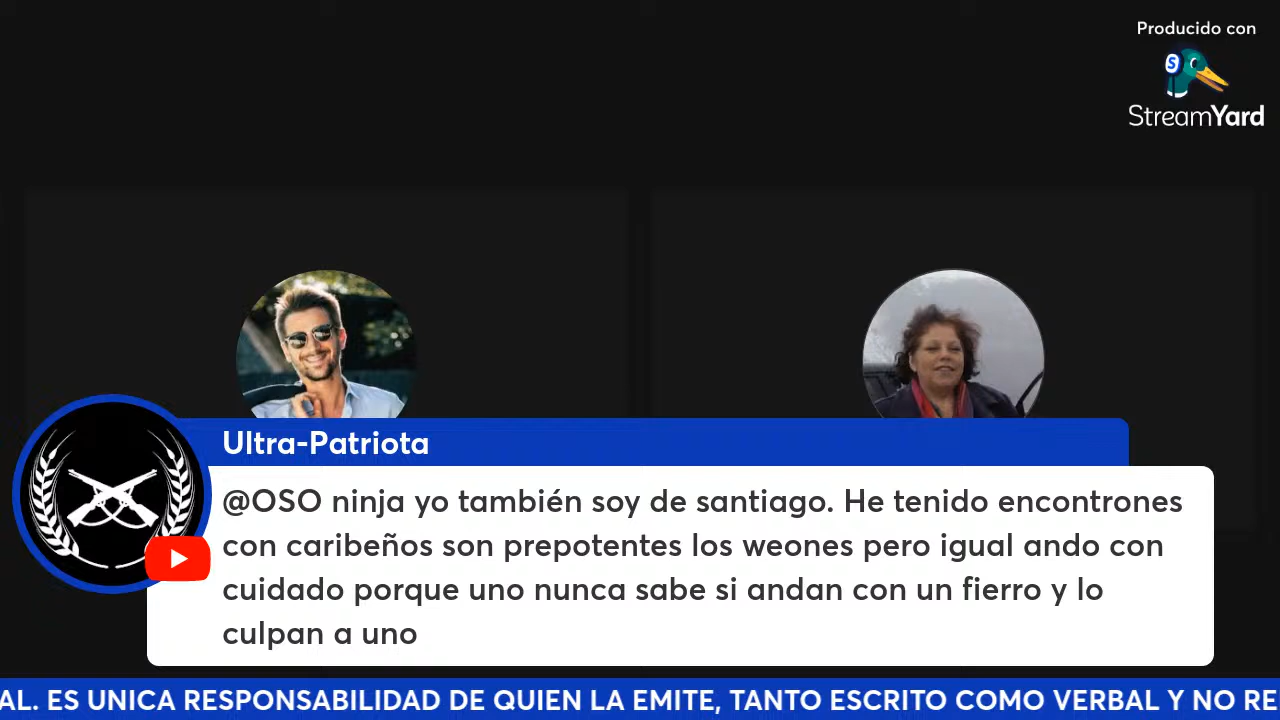 Producido con
S
StreamYard
Ultra-Patriota
@OSO ninja yo también soy de santiago. He tenido encontrones
con caribeños son prepotentes los weones pero igual ando con
cuidado porque uno nunca sabe si andan con un fierro y lo
culpan a uno
AL. ES UNICA RESPONSABILIDAD DE QUIEN LA EMITE, TANTO ESCRITO COMO VERBAL Y NO RE